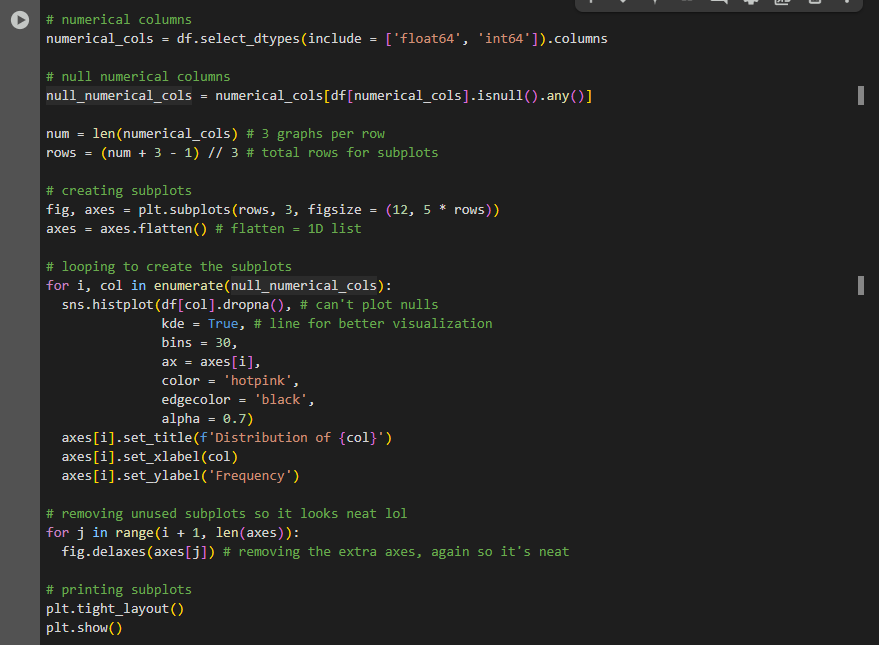 # numerical columns
numerical_cols = df.select_dtypes(include = ['float64', 'int64']).columns
# null numerical columns
null_numerical_cols = numerical_cols[df[numerical_cols].isnull().any()]
num = len(numerical_cols) # 3 graphs per row
rows = (num + 3 - 1) // 3 # total rows for subplots
# creating subplots
fig, axes = plt.subplots(rows, 3, figsize = (12, 5 * rows))
axes = axes.flatten() # flatten = 1D list
# looping to create the subplots
for i, col in enumerate(null_numerical_cols):
  sns.histplot(df[col].dropna(), # can't plot nulls
               kde = True, # line for better visualization
               bins = 30,
               ax = axes[i],
               color = 'hotpink',
               edgecolor = 'black',
               alpha = 0.7)
  axes[i].set_title(f'Distribution of {col}')
  axes[i].set_xlabel(col)
  axes[i].set_ylabel('Frequency')
# removing unused subplots so it looks neat lol
for j in range(i + 1, len(axes)):
  fig.delaxes(axes[j]) # removing the extra axes, again so it's neat
# printing subplots
plt.tight_layout()
plt.show()